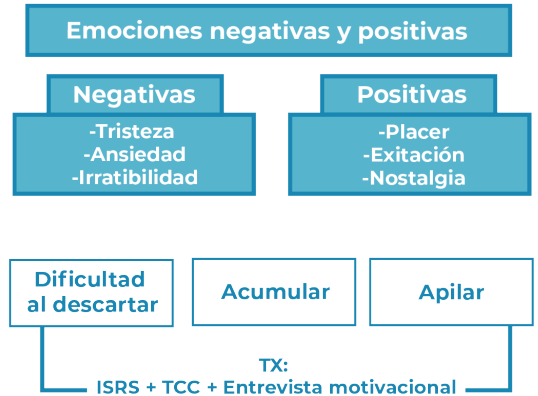 Emociones negativas y positivas
Negativas
-Tristeza
-Ansiedad
-Irratibilidad
Positivas
-Placer
-Exitación
-Nostalgia
Dificultad
al descartar
Acumular
Apilar
TX:
ISRS + TCC + Entrevista motivacional